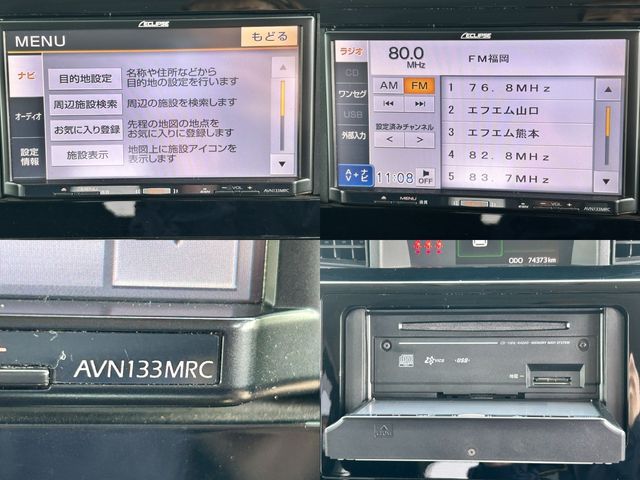 ECLIPSE
MENU
もどる
ナビ
目的地設定
名称や住所などから
目的地の設定を行います
周辺施設検索
周辺の施設を検索します
オーディオ
お気に入り登録
先程の地図の地点を
お気に入りに登録します
設定
情報
施設表示
地図上に施設アイコンを
表示します
MENU
VOL
AVN133MRC
ECLIPSE
ラジオ
80.0
MHz
FM福岡
CD
AM
FM
1 76.8MHz
ワンセグ
2 エフエム山口
USB
設定済みチャンネル
3 エフエム熊本
外部入力
4 82.8MHz
11:08
OFF
5 83.7MHz
MENU
VOL
AVN133MRC
AVN133MRC
ODO 74373km
VICS
USB
地図